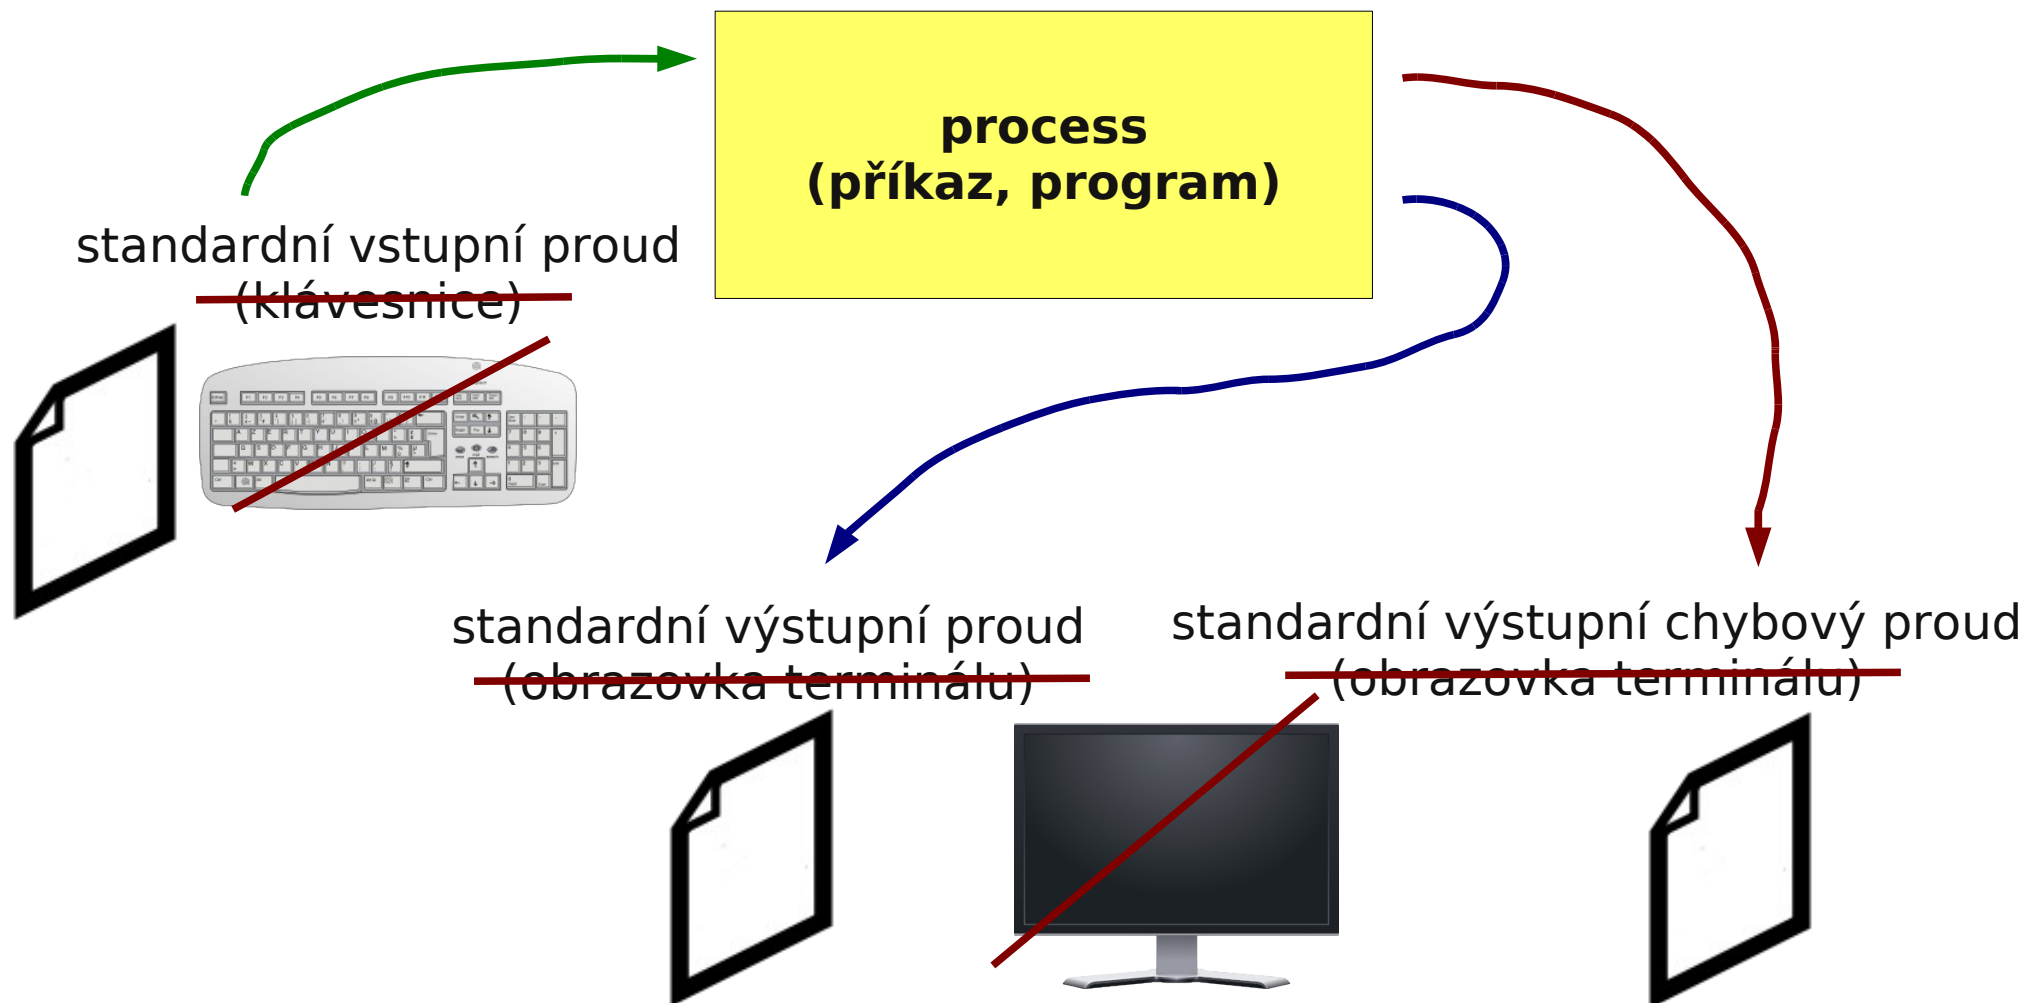 process
(příkaz, program)
standardní vstupní proud
(klávesnice)
standardní výstupní proud
(obrazovka terminálu)
standardní výstupní chybový proud
(obrazovka terminálu)